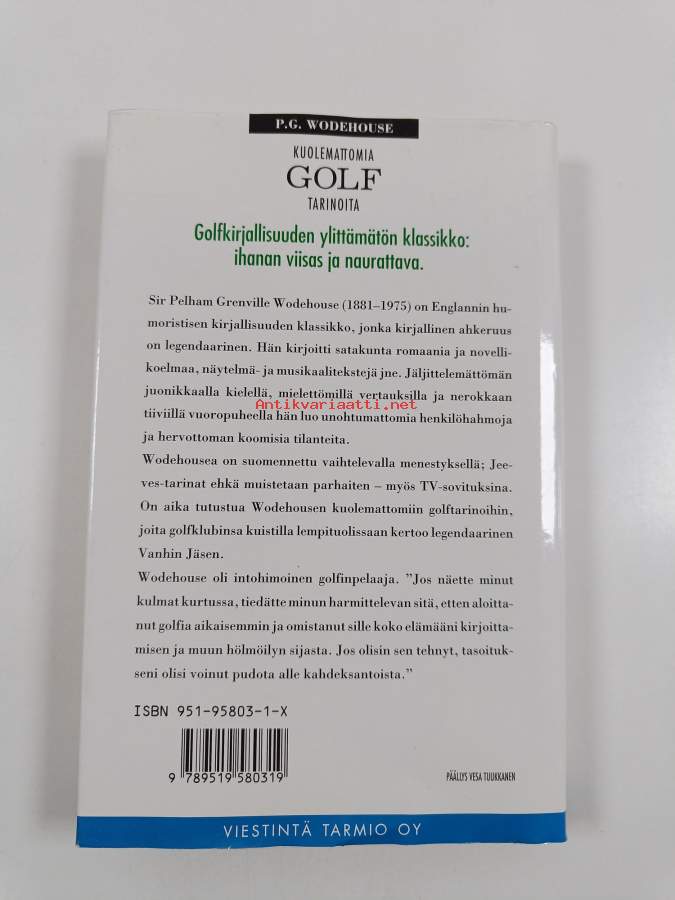 P.G. WODEHOUSE
KUOLEMATTOMIA
GOLF
TARINOITA
Golfkirjallisuuden ylittämätön klassikko:
ihanan viisas ja naurattava.
Sir Pelham Grenville Wodehouse (1881–1975) on Englannin hu-
moristisen kirjallisuuden klassikko, jonka kirjallinen ahkeruus
on legendaarinen. Hän kirjoitti satakunta romaania ja novelli-
koelmaa, näytelmä- ja musikaalitekstejä jne. Jäljittelemättömän
juonikkaalla kielellä, mielettömillä vertauksilla ja nerokkaan
Antikvariaatti.net
tiiviillä vuoropuheella hän luo unohtumattomia henkilöhahmoja
ja hervottoman koomisia tilanteita.
Wodehousea on suomennettu vaihtelevalla menestyksellä; Jee-
ves-tarinat ehkä muistetaan parhaiten – myös TV-sovituksina.
On aika tutustua Wodehousen kuolemattomiin golftarinoihin,
joita golfklubinsa kuistilla lempituolissaan kertoo legendaarinen
Vanhin Jäsen.
Wodehouse oli intohimoinen golfinpelaaja. ”Jos näette minut
kulmat kurtussa, tiedätte minun harmittelevan sitä, etten aloitta-
nut golfia aikaisemmin ja omistanut sille koko elämääni kirjoitta-
misen ja muun hölmöilyn sijasta. Jos olisin sen tehnyt, tasoituk-
seni olisi voinut pudota alle kahdeksantoista.”
ISBN 951-95803-1-X
9 789519 580319
PÄÄLLYS VESA TUUKKANEN
VIESTINTÄ TARMIO OY